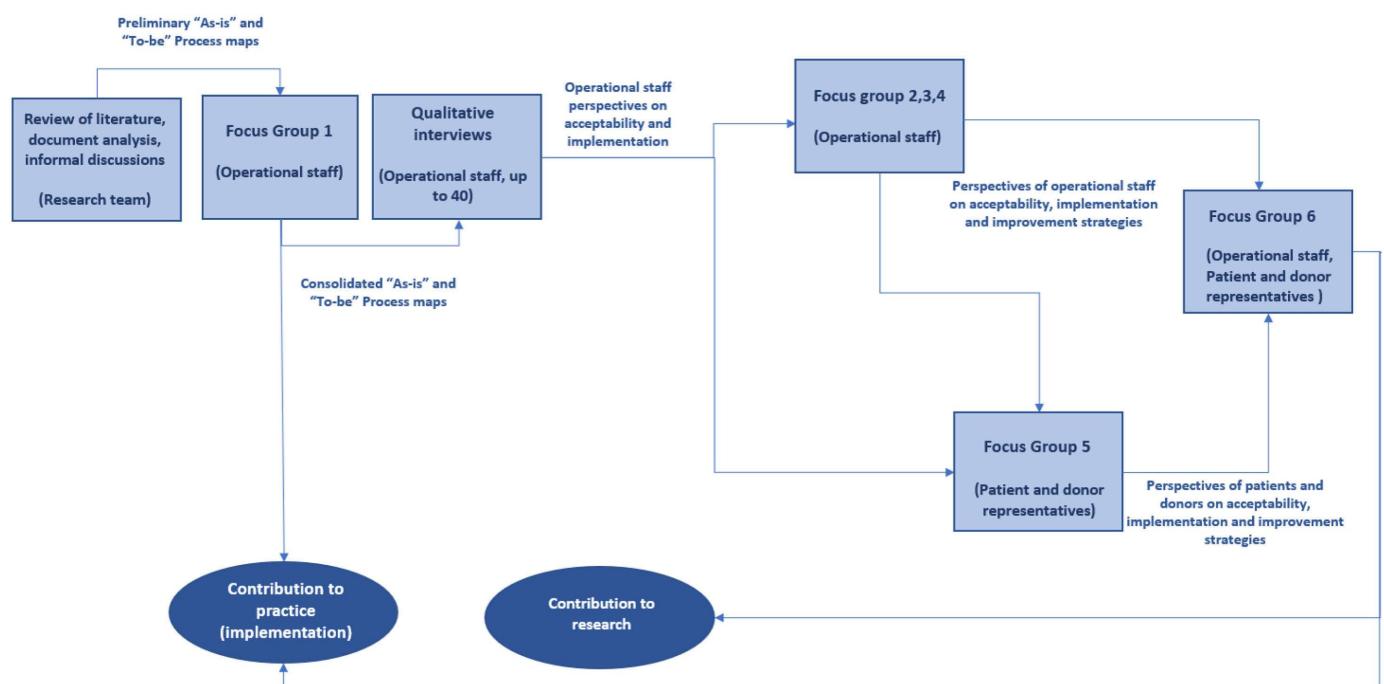 Preliminary “As-is” and
“To-be” Process maps
Review of literature,
document analysis,
informal discussions
(Research team)
Focus Group 1
(Operational staff)
Qualitative
interviews
(Operational staff, up
to 40)
Consolidated “As-is” and
“To-be” Process maps
Operational staff
perspectives on
acceptability and
implementation
Focus group 2,3,4
(Operational staff)
Perspectives of operational staff
on acceptability, implementation
and improvement strategies
Focus Group 6
(Operational staff,
Patient and donor
representatives )
Focus Group 5
(Patient and donor
representatives)
Perspectives of patients and
donors on acceptability,
implementation and improvement
strategies
Contribution to
practice
(implementation)
Contribution to
research